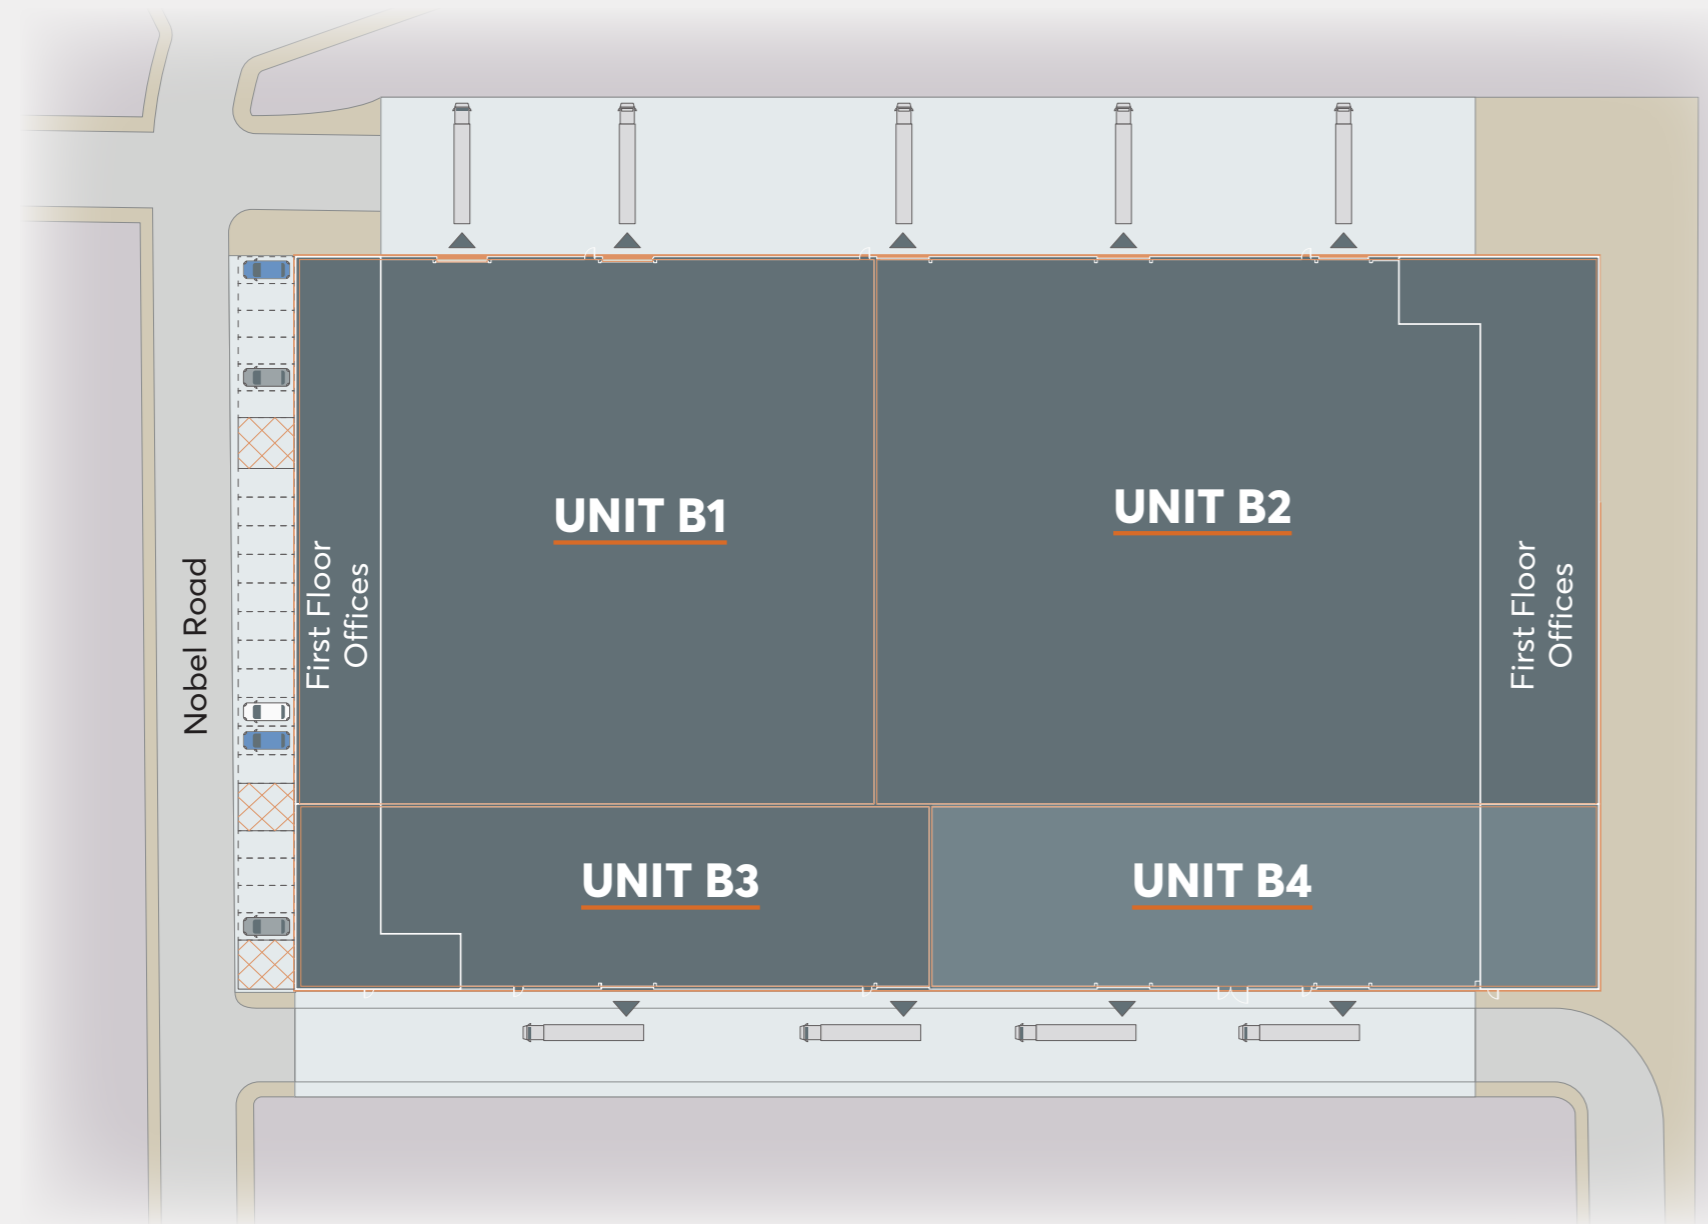 UNIT B1
UNIT B2
First Floor
Offices
First Floor
Offices
Nobel Road
UNIT B3
UNIT B4